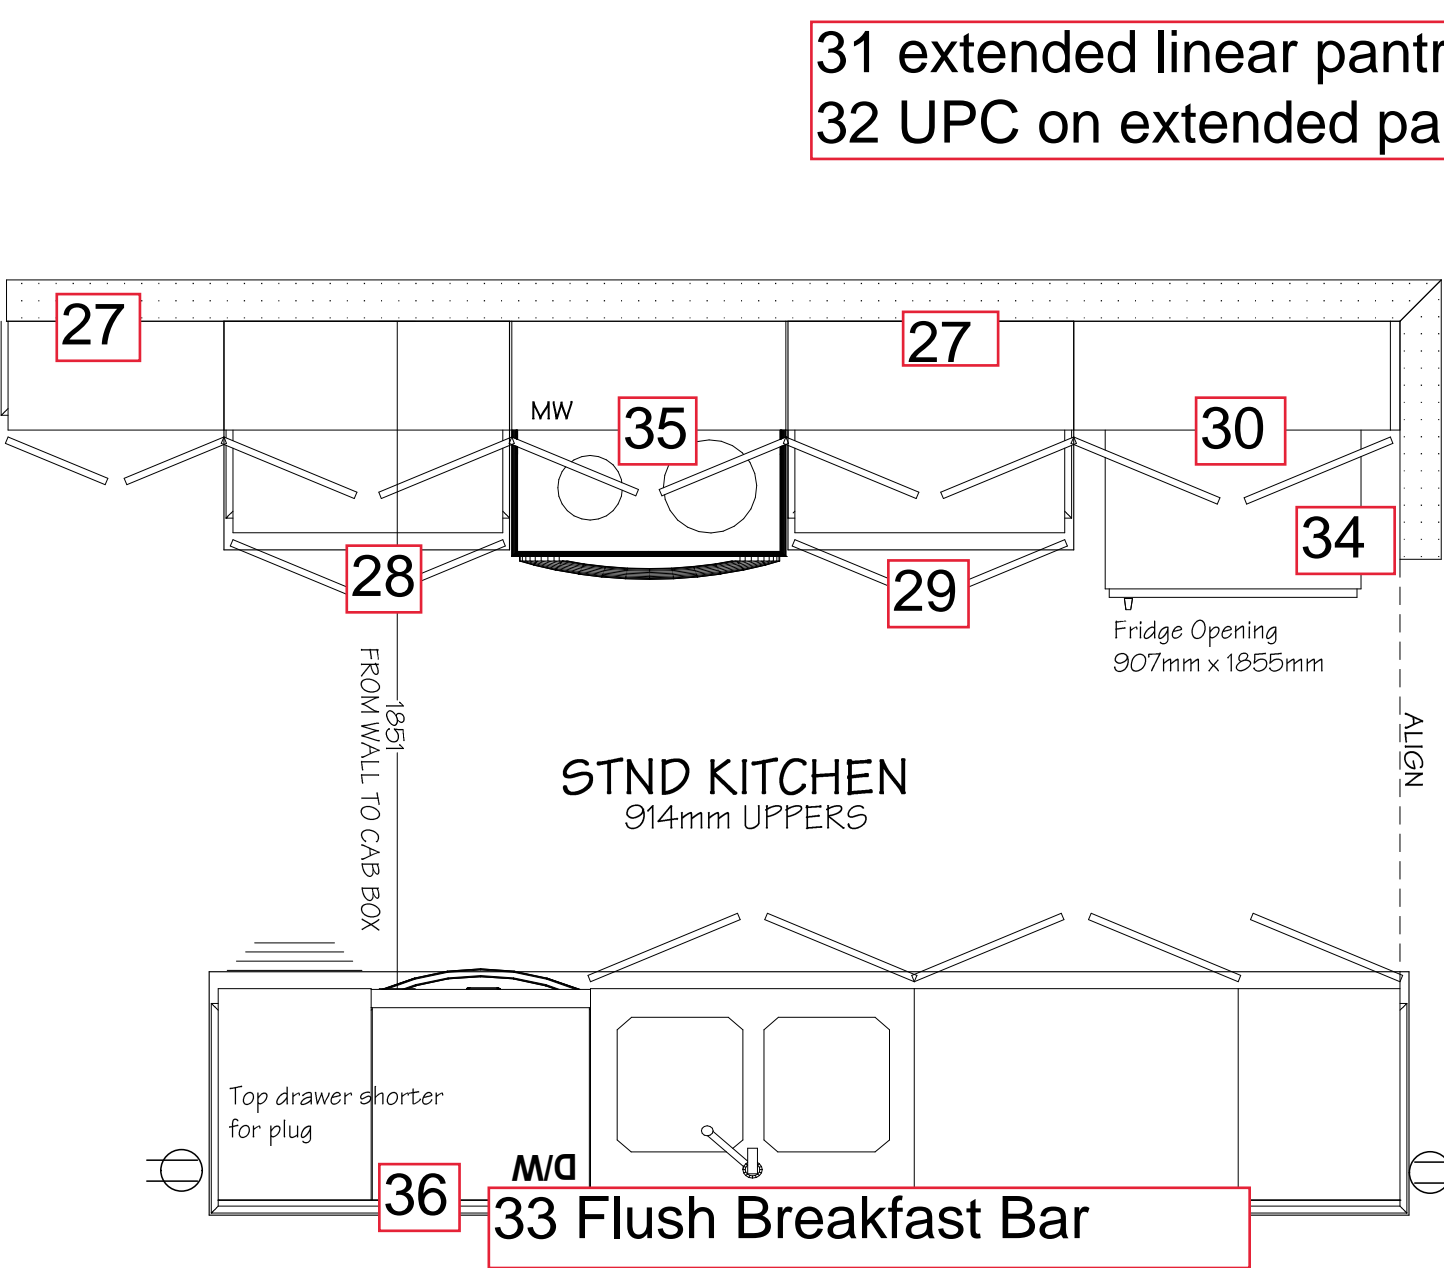 31 extended linear pantr
32 UPC on extended pa
27
27
MW
35
30
34
28
29
Fridge Opening
907mm x 1855mm
1851
FROM WALL TO CAB BOX
ALIGN
STND KITCHEN
914mm UPPERS
Top drawer shorter
for plug
D/W
36
33 Flush Breakfast Bar